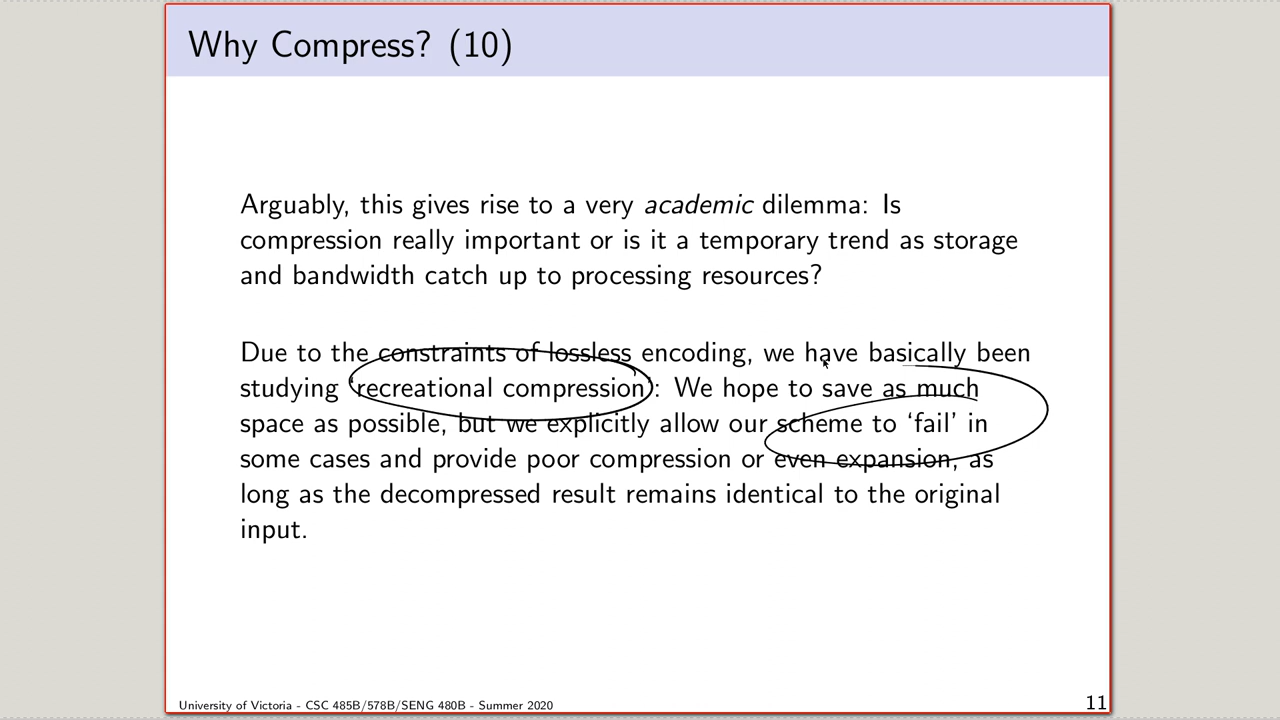 Why Compress? (10)
Arguably, this gives rise to a very academic dilemma: Is
compression really important or is it a temporary trend as storage
and bandwidth catch up to processing resources?
Due to the constraints of lossless encoding, we have basically been
studying ‘recreational compression’: We hope to save as much
space as possible, but we explicitly allow our scheme to ‘fail’ in
some cases and provide poor compression or even expansion, as
long as the decompressed result remains identical to the original
input.
University of Victoria - CSC 485B/578B/SENG 480B - Summer 2020
11